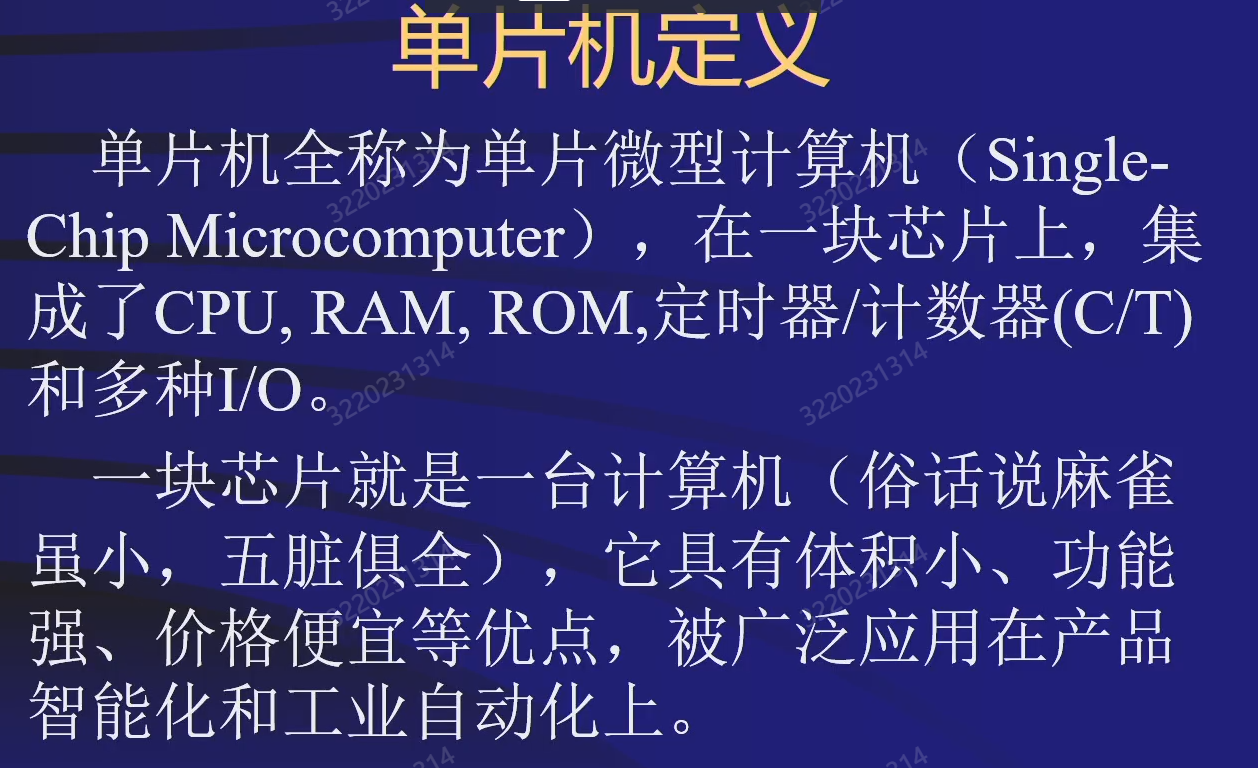 单片机定义
单片机全称为单片微型计算机（Single-
Chip Microcomputer），在一块芯片上，集
成了CPU, RAM, ROM,定时器/计数器(C/T)
和多种I/O。
一块芯片就是一台计算机（俗话说麻雀
虽小，五脏俱全），它具有体积小、功能
强、价格便宜等优点，被广泛应用在产品
智能化和工业自动化上。
3220231314
3220231314
3220231314
3220231314
3220231314
3220231314